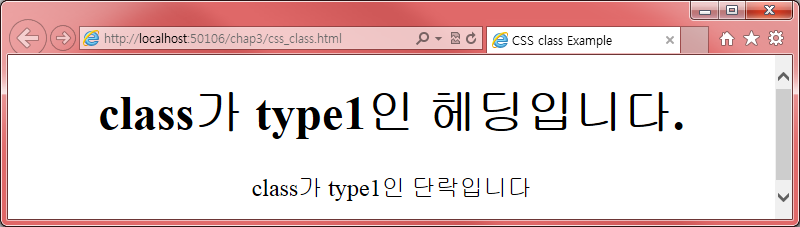 http://localhost:50106/chap3/css_class.html
CSS class Example
class가 type1인 헤딩입니다.
class가 type1인 단락입니다